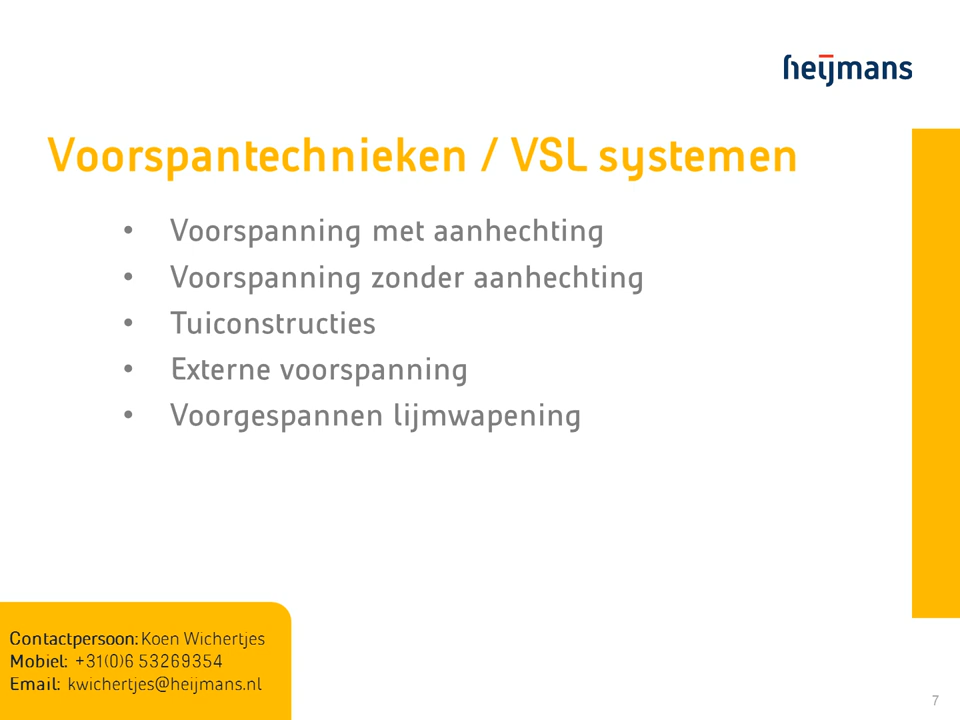 heijmans
Voorspantechnieken / VSL systemen
• Voorspanning met aanhechting
• Voorspanning zonder aanhechting
• Tuiconstructies
• Externe voorspanning
• Voorgespannen lijmwapening
Contactpersoon: Koen Wichertjes
Mobiel: +31(0)6 53269354
Email: kwichertjes@heijmans.nl
7